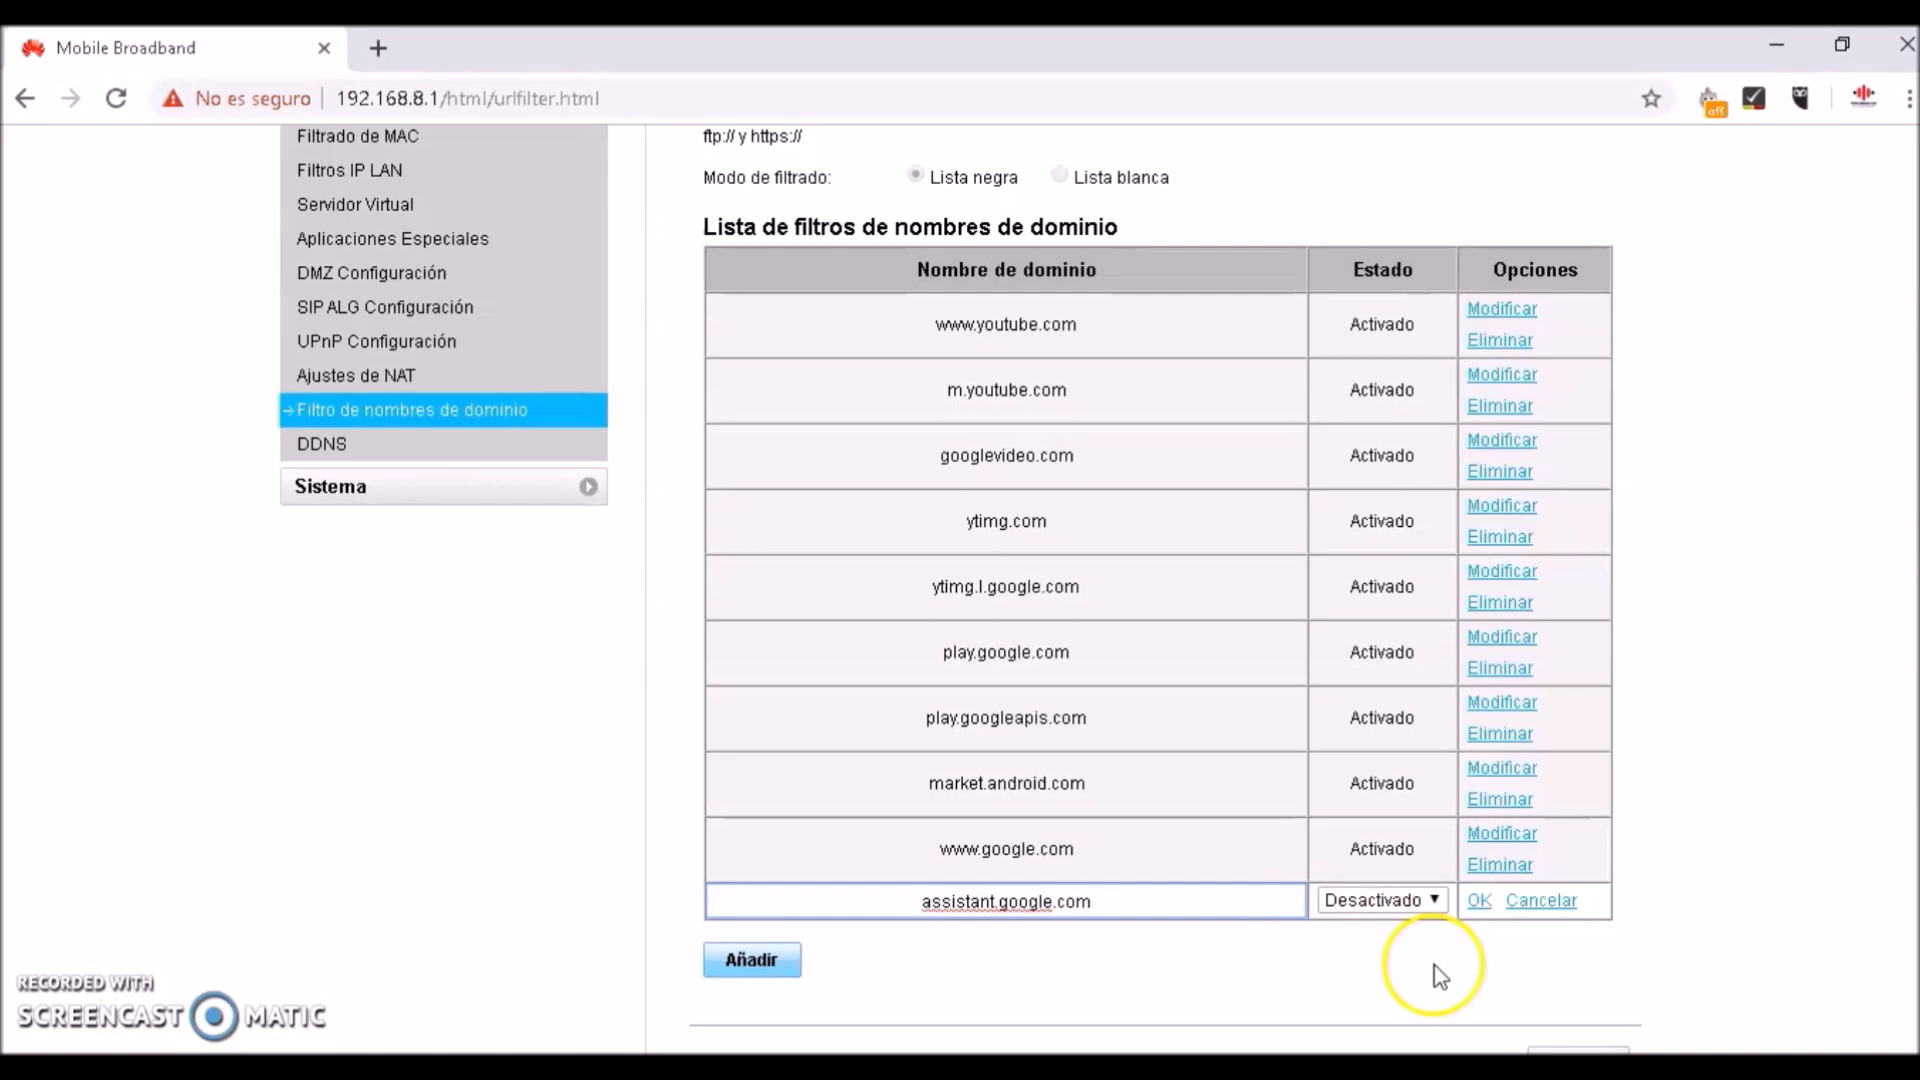 Mobile Broadband
No es seguro | 192.168.8.1/html/urlfilter.html
off
Filtrado de MAC
Filtros IP LAN
Servidor Virtual
Aplicaciones Especiales
DMZ Configuración
SIP ALG Configuración
UPnP Configuración
Ajustes de NAT
Filtro de nombres de dominio
DDNS
Sistema
ftp:// y https://
Modo de filtrado: Lista negra Lista blanca
Lista de filtros de nombres de dominio
Nombre de dominio Estado Opciones
www.youtube.com Activado Modificar
Eliminar
m.youtube.com Activado Modificar
Eliminar
googlevideo.com Activado Modificar
Eliminar
ytimg.com Activado Modificar
Eliminar
ytimg.l.google.com Activado Modificar
Eliminar
play.google.com Activado Modificar
Eliminar
play.googleapis.com Activado Modificar
Eliminar
market.android.com Activado Modificar
Eliminar
www.google.com Activado Modificar
Eliminar
assistant.google.com Desactivado OK Cancelar
Añadir
RECORDED WITH
SCREENCAST MATIC